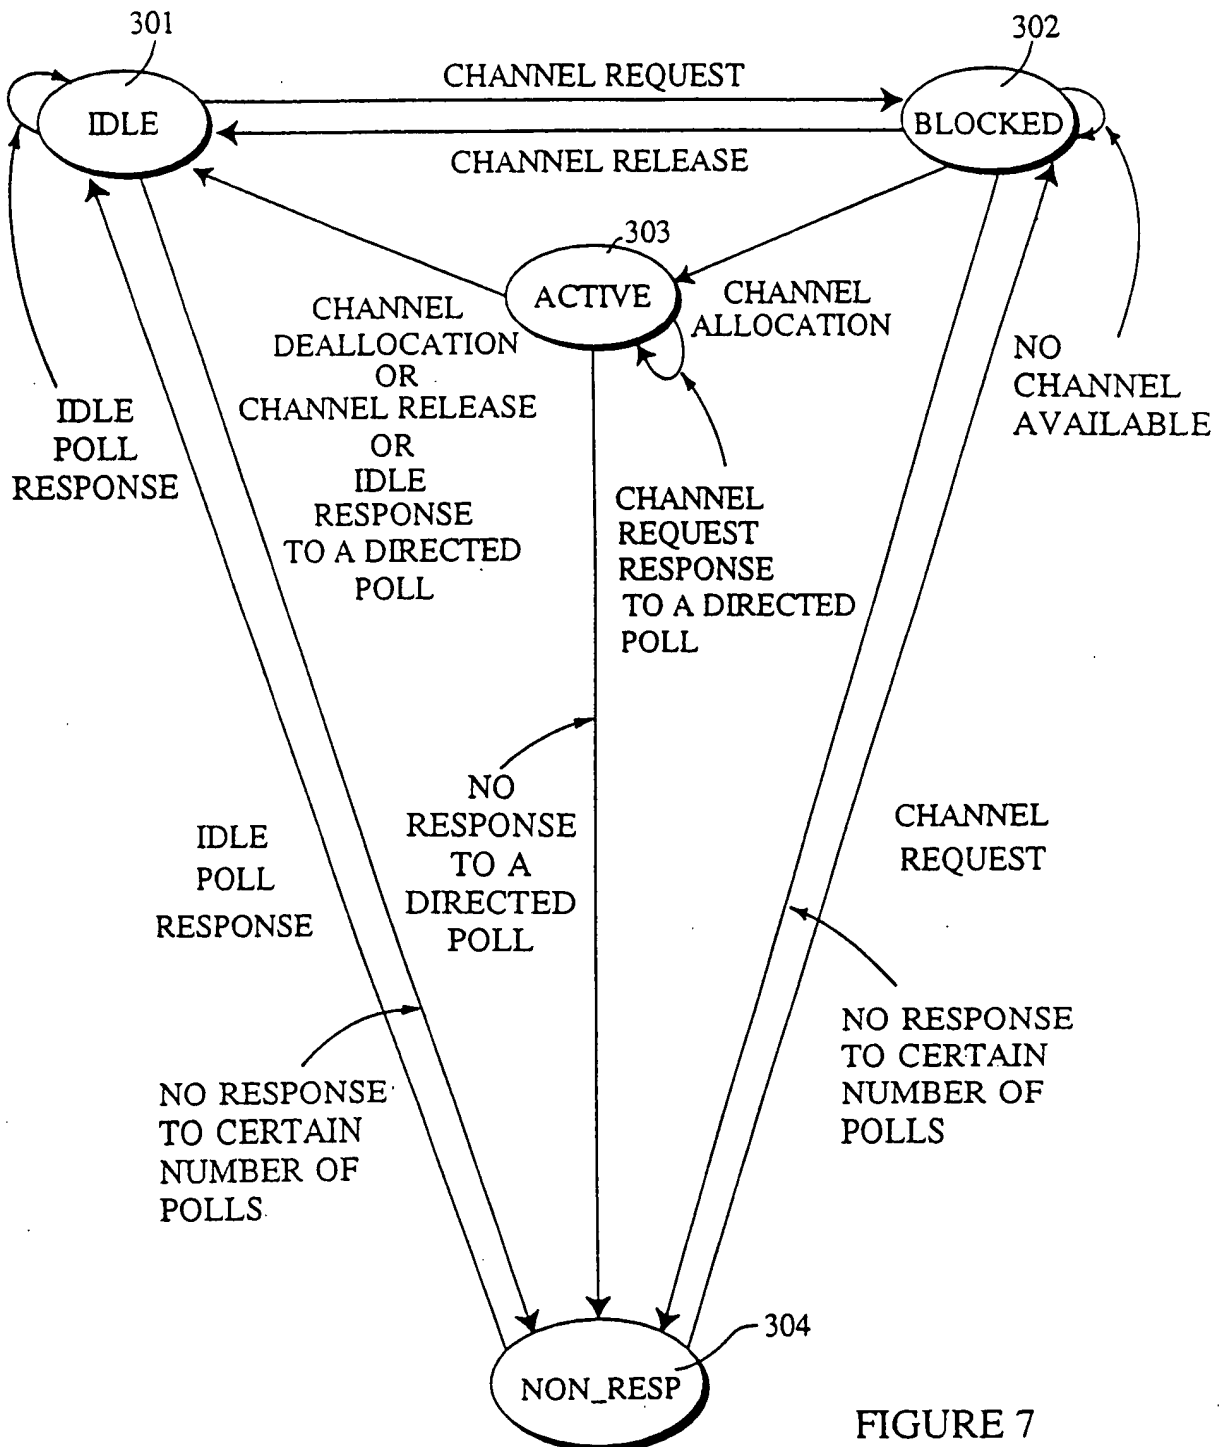 301
302
IDLE
CHANNEL REQUEST
BLOCKED
CHANNEL RELEASE
303
ACTIVE
CHANNEL
DEALLOCATION
OR
CHANNEL RELEASE
OR
IDLE
RESPONSE
TO A DIRECTED
POLL
CHANNEL
ALLOCATION
NO
CHANNEL
AVAILABLE
IDLE
POLL
RESPONSE
CHANNEL
REQUEST
RESPONSE
TO A DIRECTED
POLL
NO
RESPONSE
TO A
DIRECTED
POLL
IDLE
POLL
RESPONSE
CHANNEL
REQUEST
NO RESPONSE
TO CERTAIN
NUMBER OF
POLLS
NO RESPONSE
TO CERTAIN
NUMBER OF
POLLS
304
NON_RESP
FIGURE 7